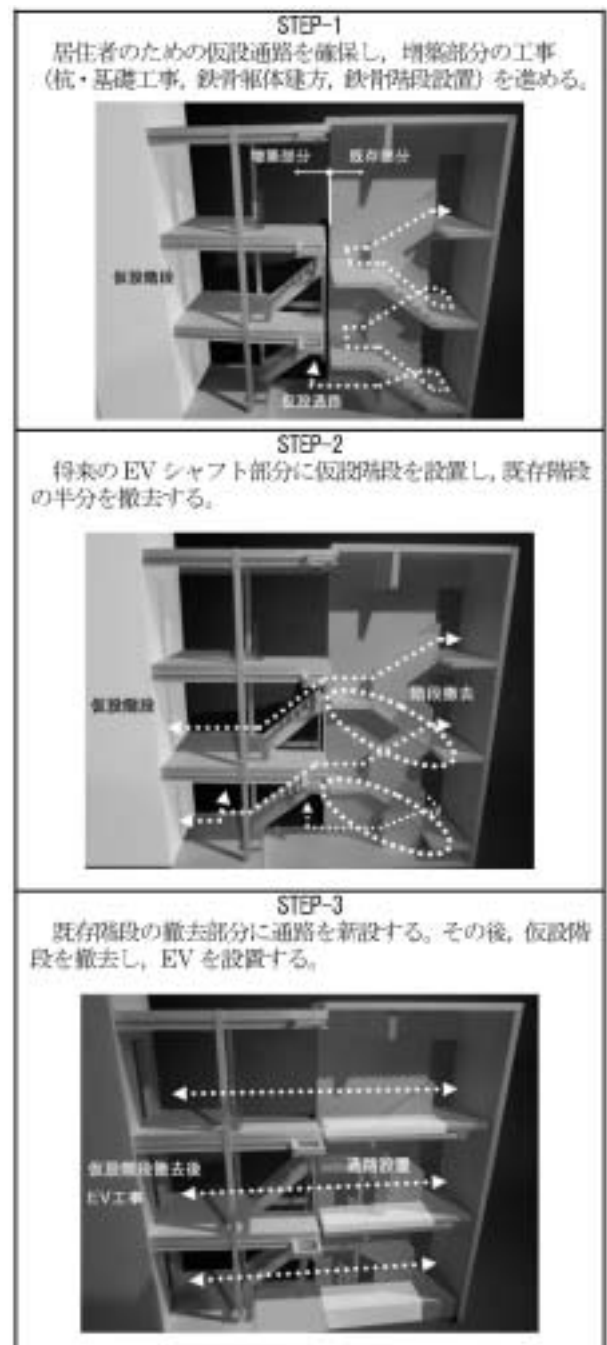 STEP-1
居住者のための仮設通路を確保し，増築部分の工事
（杭・基礎工事，鉄骨躯体建方，鉄骨階段設置）を進める。
増築部分
既存部分
仮設階段
仮設通路
STEP-2
将来の EV シャフト部分に仮設階段を設置し，既存階段
の半分を撤去する。
仮設階段
階段撤去
STEP-3
既存階段の撤去部分に通路を新設する。その後，仮設階
段を撤去し，EV を設置する。
仮設階段撤去後
通路設置
EV工事